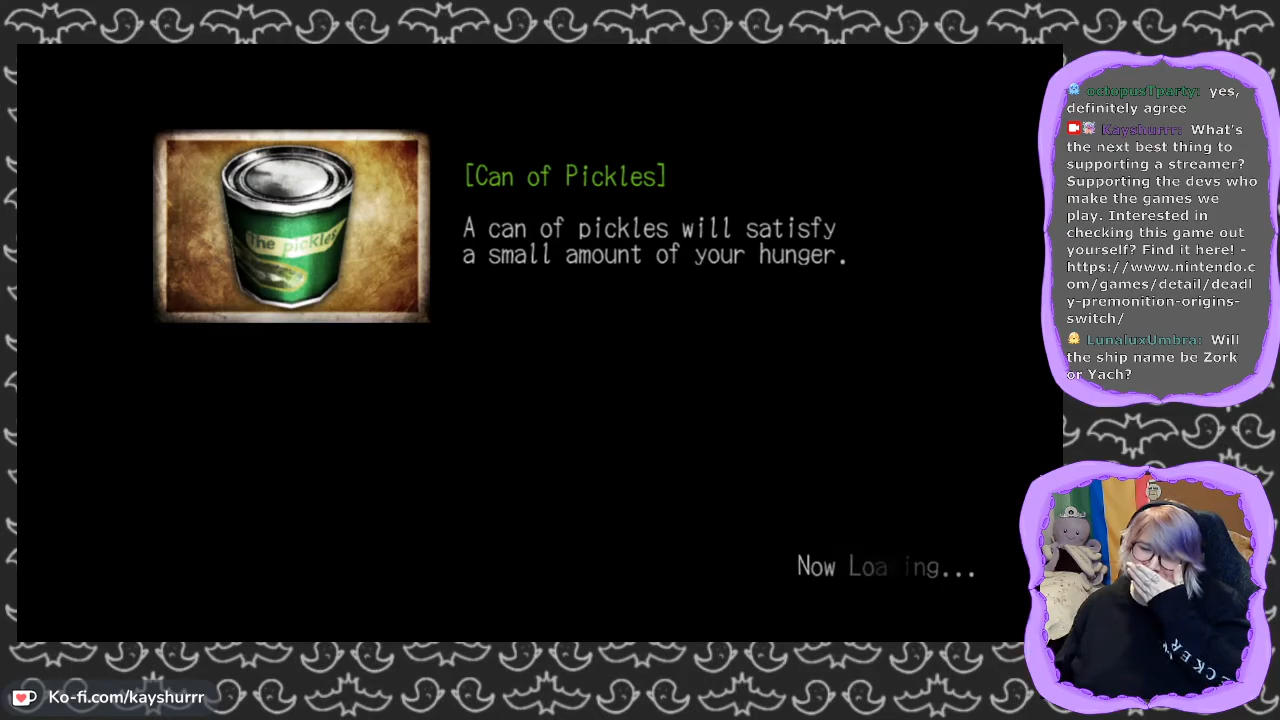 [Can of Pickles]
A can of pickles will satisfy
a small amount of your hunger.
The pickles
Now Loading...
octopusTparty: yes,
definitely agree
Kayshurrr: What's
the next best thing to
supporting a streamer?
Supporting the devs who
make the games we
play. Interested in
checking this game out
yourself? Find it here! -
https://www.nintendo.c
om/games/detail/deadl
y-premonition-origins-
switch/
LunaluxUmbra: Will
the ship name be Zork
or Yach?
Ko-fi.com/kayshurrr